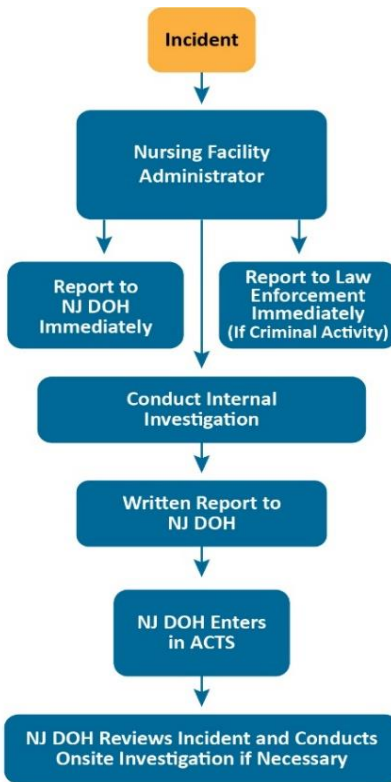 Incident
Nursing Facility
Administrator
Report to
NJ DOH
Immediately
Report to Law
Enforcement
Immediately
(If Criminal Activity)
Conduct Internal
Investigation
Written Report to
NJ DOH
NJ DOH Enters
in ACTS
NJ DOH Reviews Incident and Conducts
Onsite Investigation if Necessary